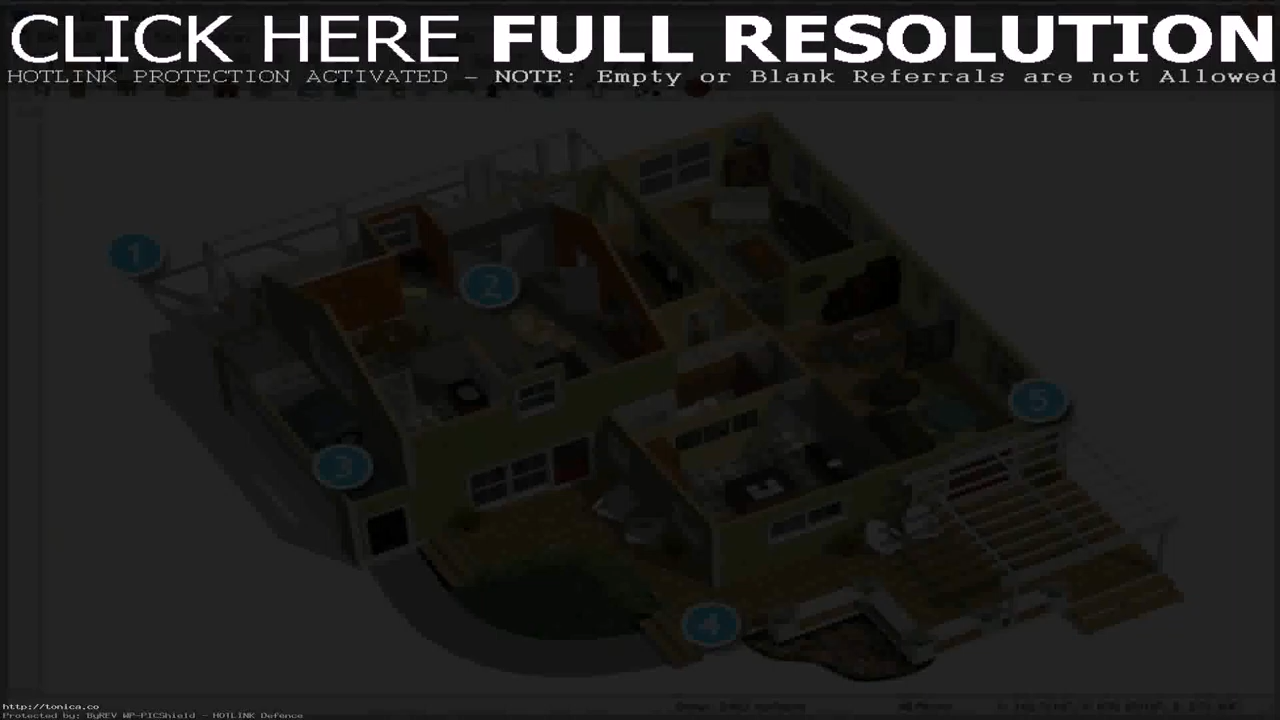 CLICK HERE FULL RESOLUTION
HOTLINK PROTECTION ACTIVATED – NOTE: Empty or Blank Referrals are not Allowed
1
2
5
3
4
http://tonica.co
Protected by: ByREV WP-PICShield – HOTLINK Defence